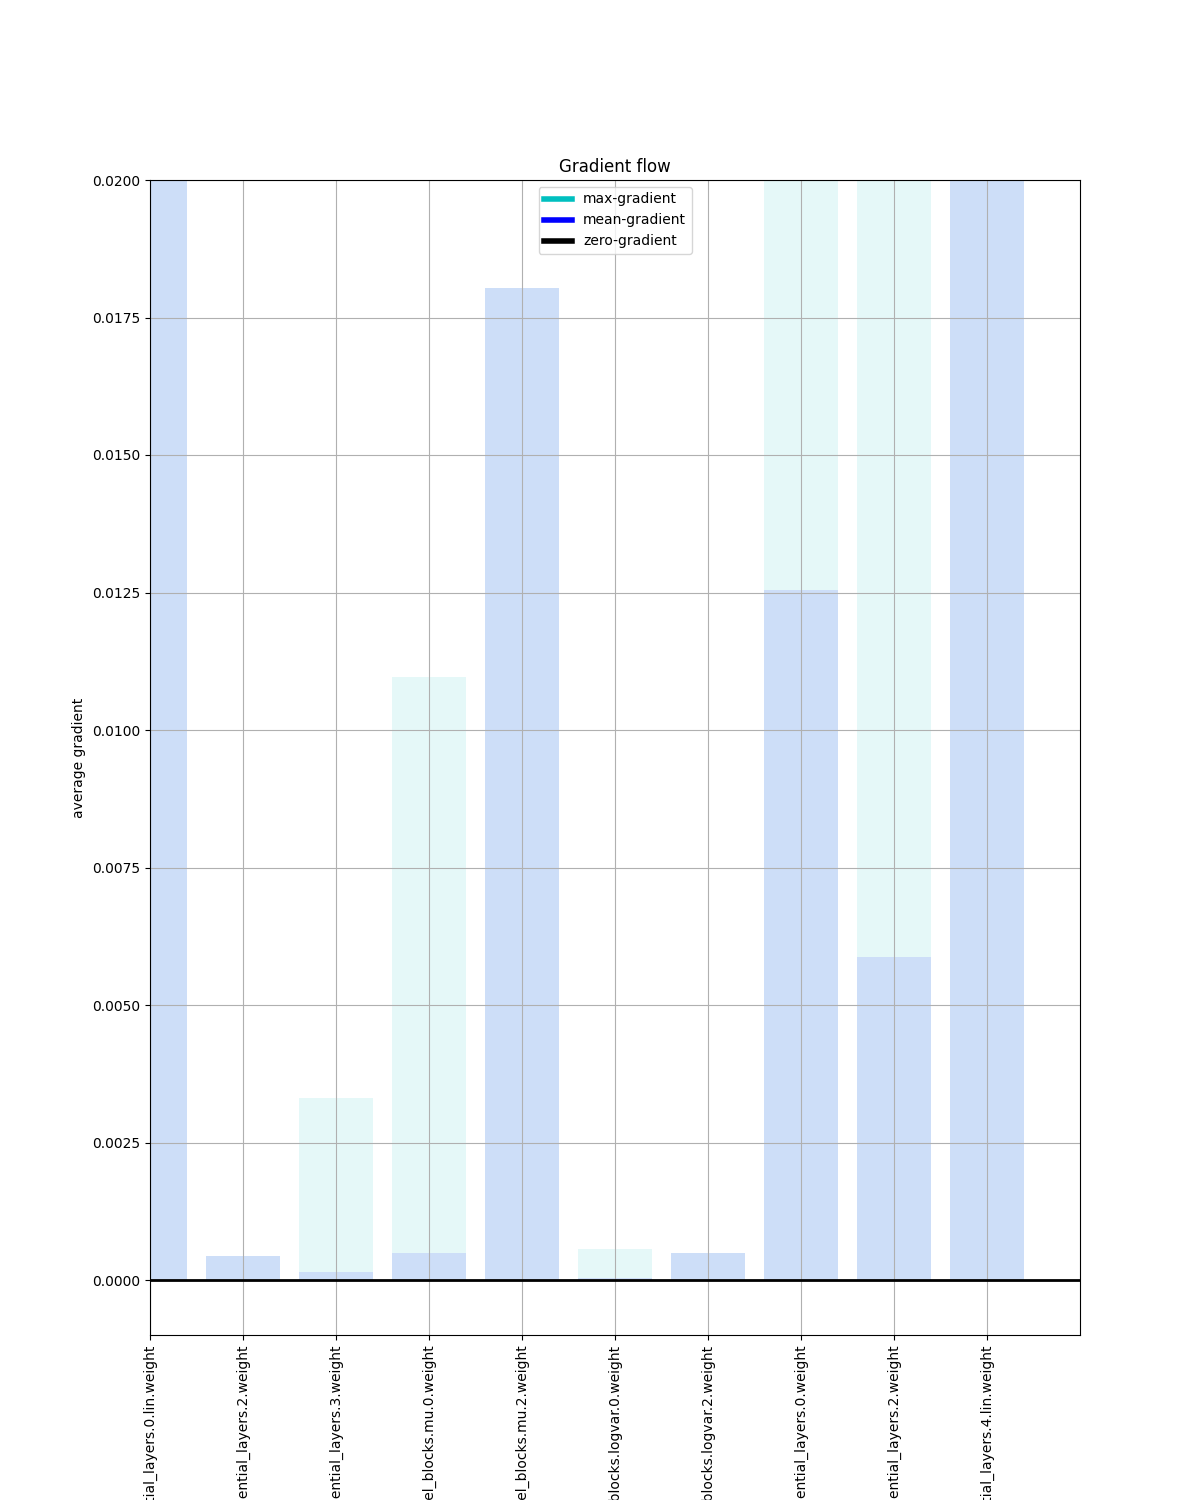 Gradient flow
max-gradient
mean-gradient
zero-gradient
average gradient
0.0200
0.0175
0.0150
0.0125
0.0100
0.0075
0.0050
0.0025
0.0000
tial_layers.0.lin.weight
ential_layers.2.weight
ential_layers.3.weight
el_blocks.mu.0.weight
el_blocks.mu.2.weight
blocks.logvar.0.weight
blocks.logvar.2.weight
ential_layers.0.weight
ential_layers.2.weight
tial_layers.4.lin.weight